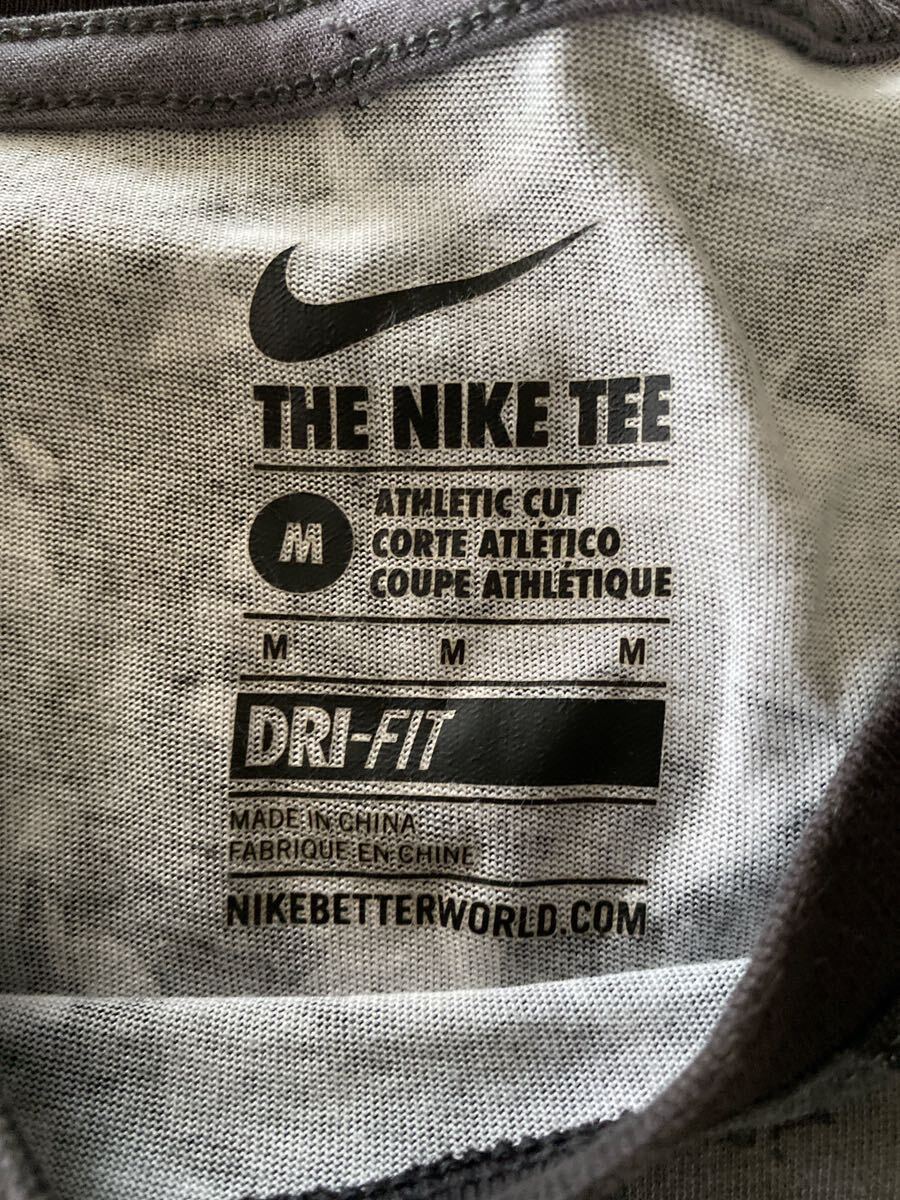 THE NIKE TEE
M
ATHLETIC CUT
CORTE ATLÉTICO
COUPE ATHLÉTIQUE
M M M
DRI-FIT
MADE IN CHINA
FABRIQUE EN CHINE
NIKEBETTERWORLD.COM